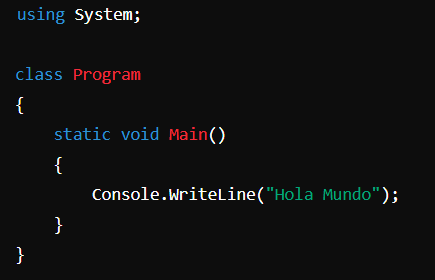 using System;

class Program
{
    static void Main()
    {
        Console.WriteLine("Hola Mundo");
    }
}